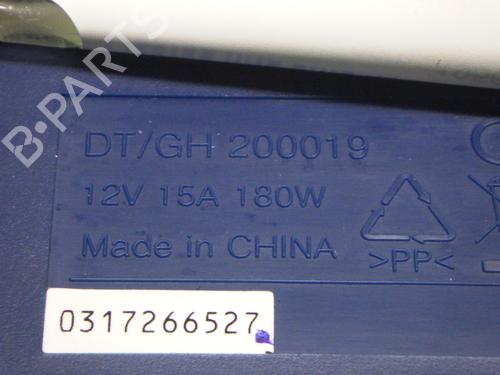 B-PARTS
DT/GH 200019
12V 15A 180W
Made in CHINA
>PP<
0317266527